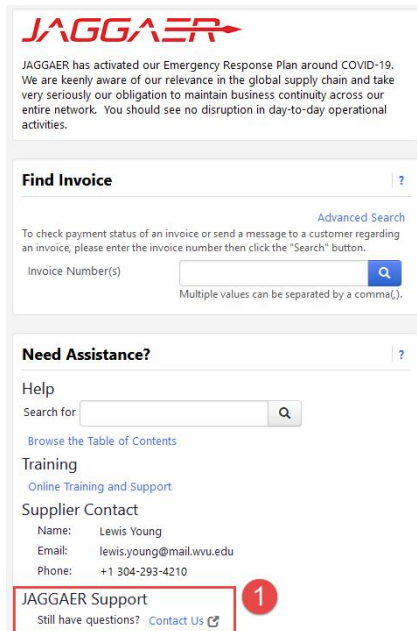 JAGGAER
JAGGAER has activated our Emergency Response Plan around COVID-19.
We are keenly aware of our relevance in the global supply chain and take
very seriously our obligation to maintain business continuity across our
entire network.  You should see no disruption in day-to-day operational
activities.
Find Invoice ?
Advanced Search
To check payment status of an invoice or send a message to a customer regarding
an invoice, please enter the invoice number then click the "Search" button.
Invoice Number(s)
Multiple values can be separated by a comma(,).
Need Assistance? ?
Help
Search for
Browse the Table of Contents
Training
Online Training and Support
Supplier Contact
Name: Lewis Young
Email: lewis.young@mail.wvu.edu
Phone: +1 304-293-4210
JAGGAER Support 1
Still have questions? Contact Us